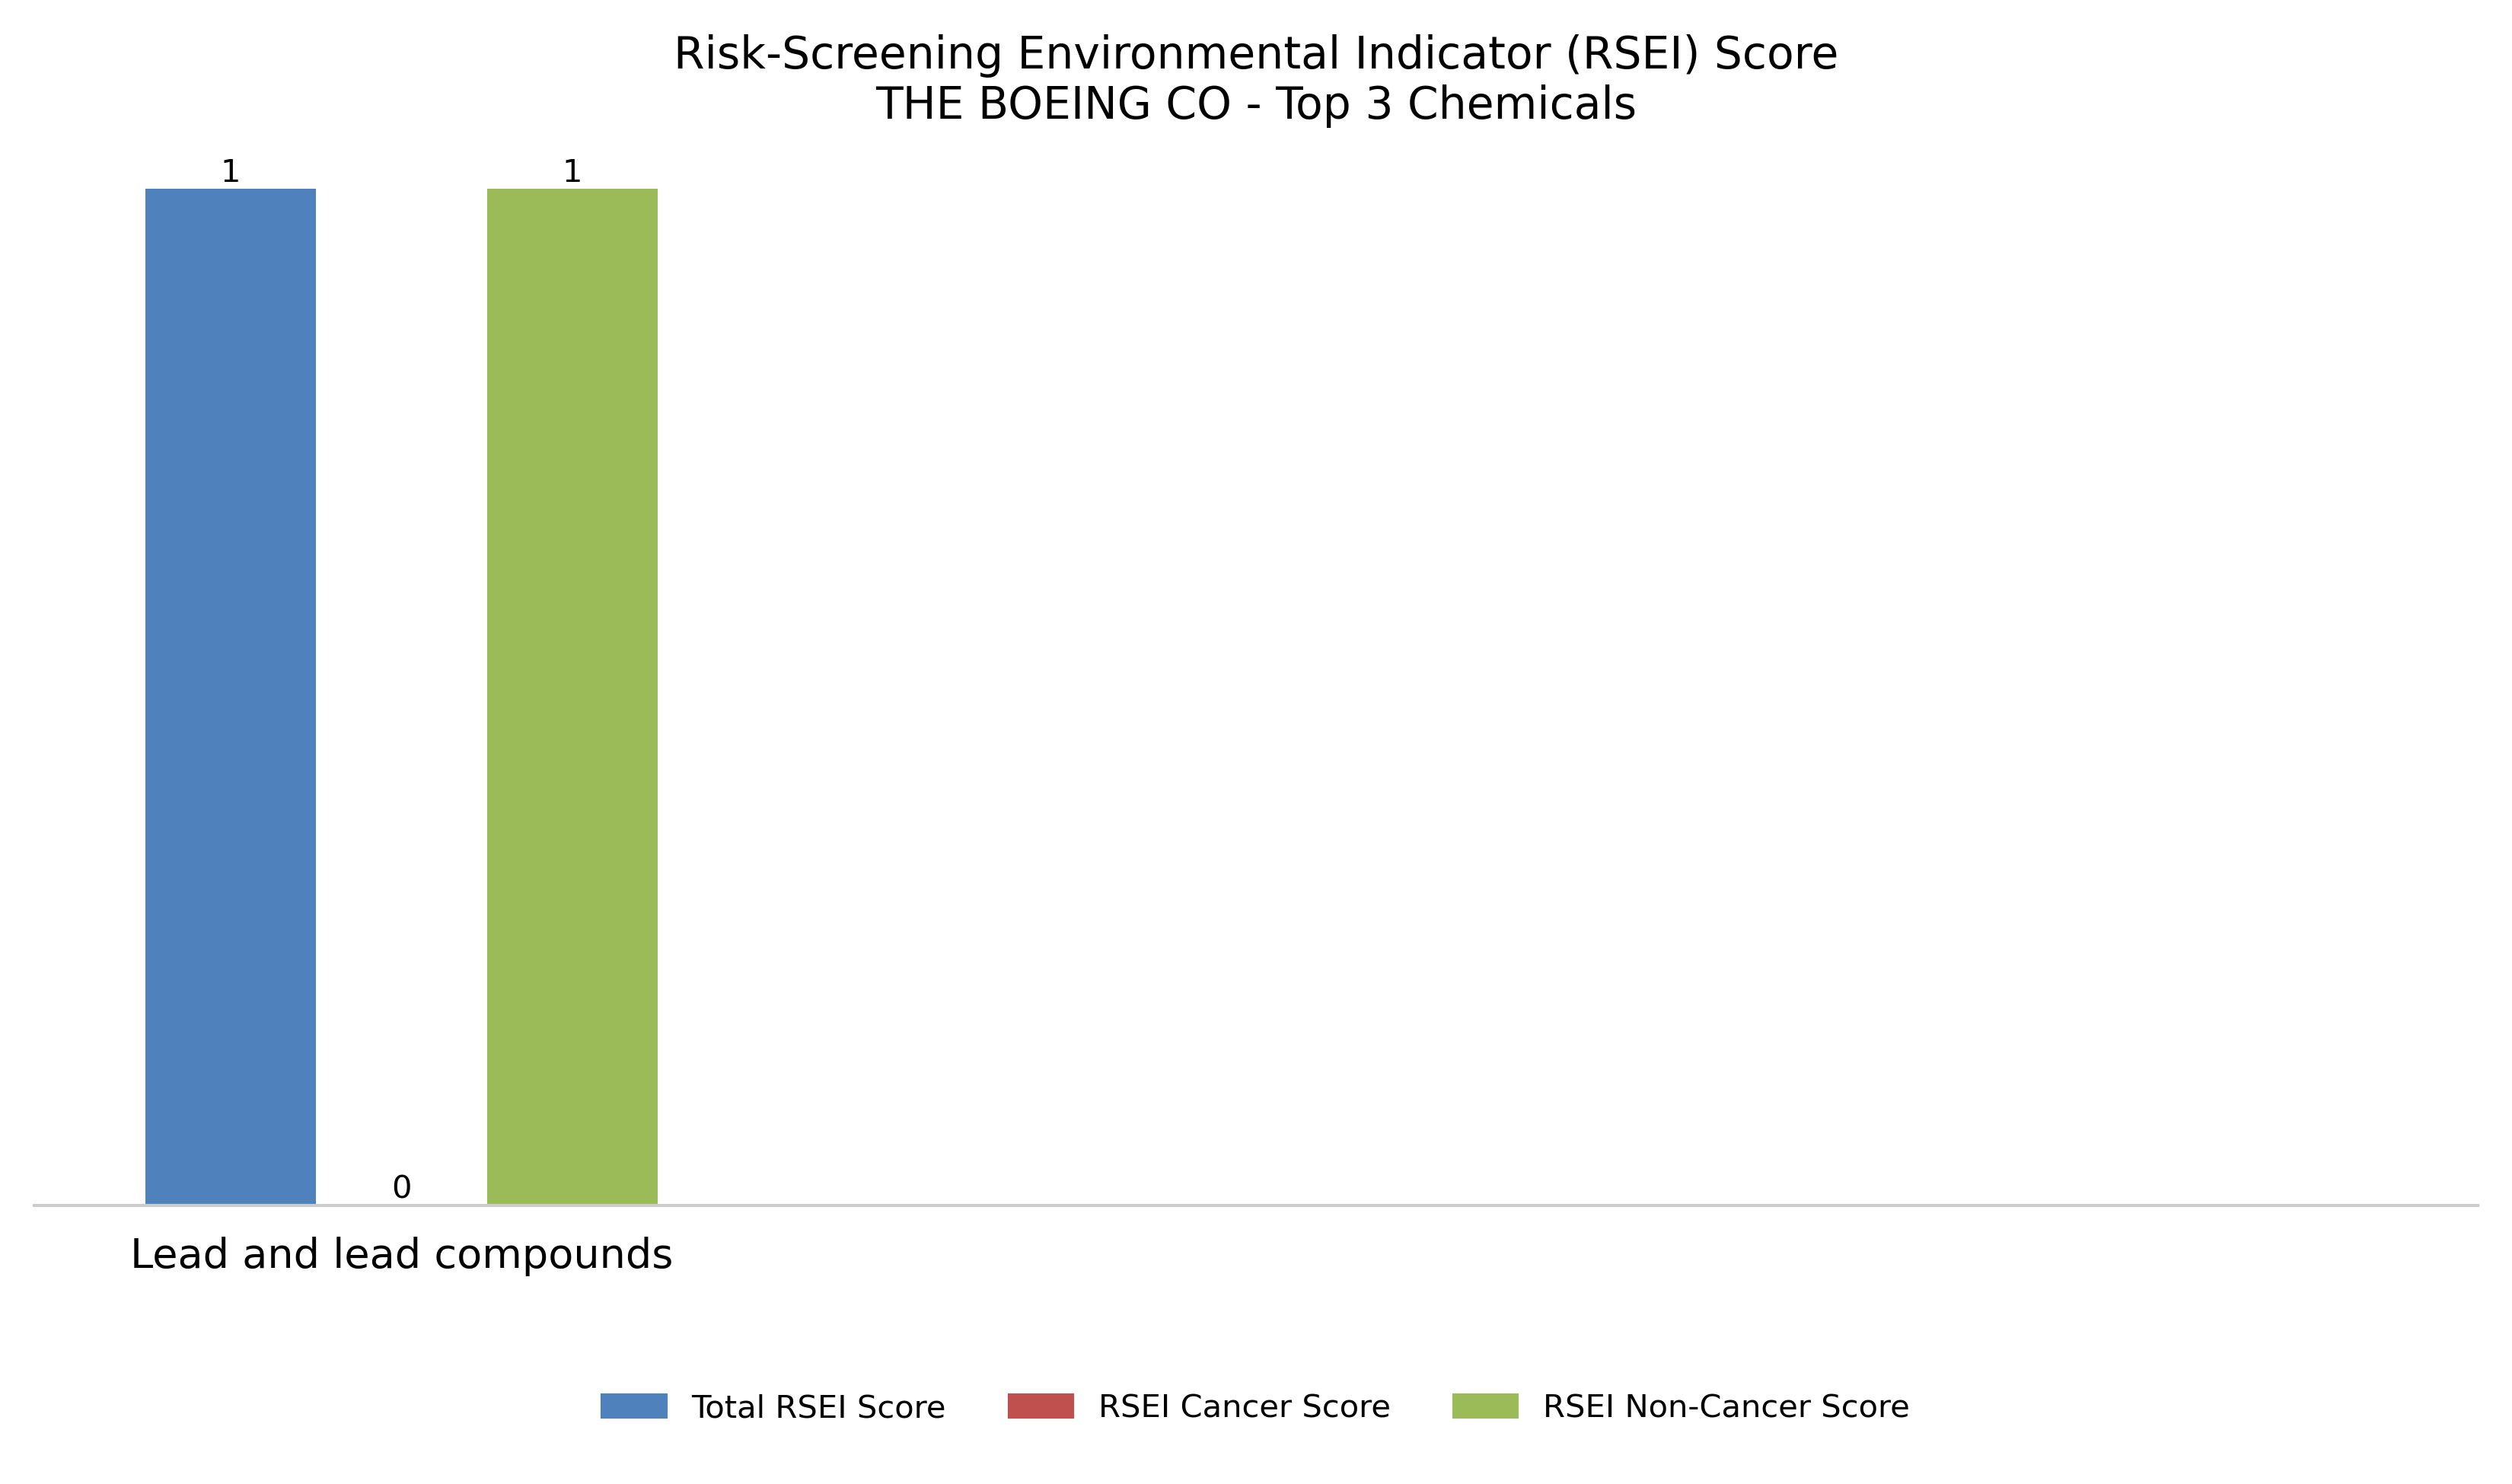 Risk-Screening Environmental Indicator (RSEI) Score
THE BOEING CO - Top 3 Chemicals
1
1
0
Lead and lead compounds
Total RSEI Score
RSEI Cancer Score
RSEI Non-Cancer Score